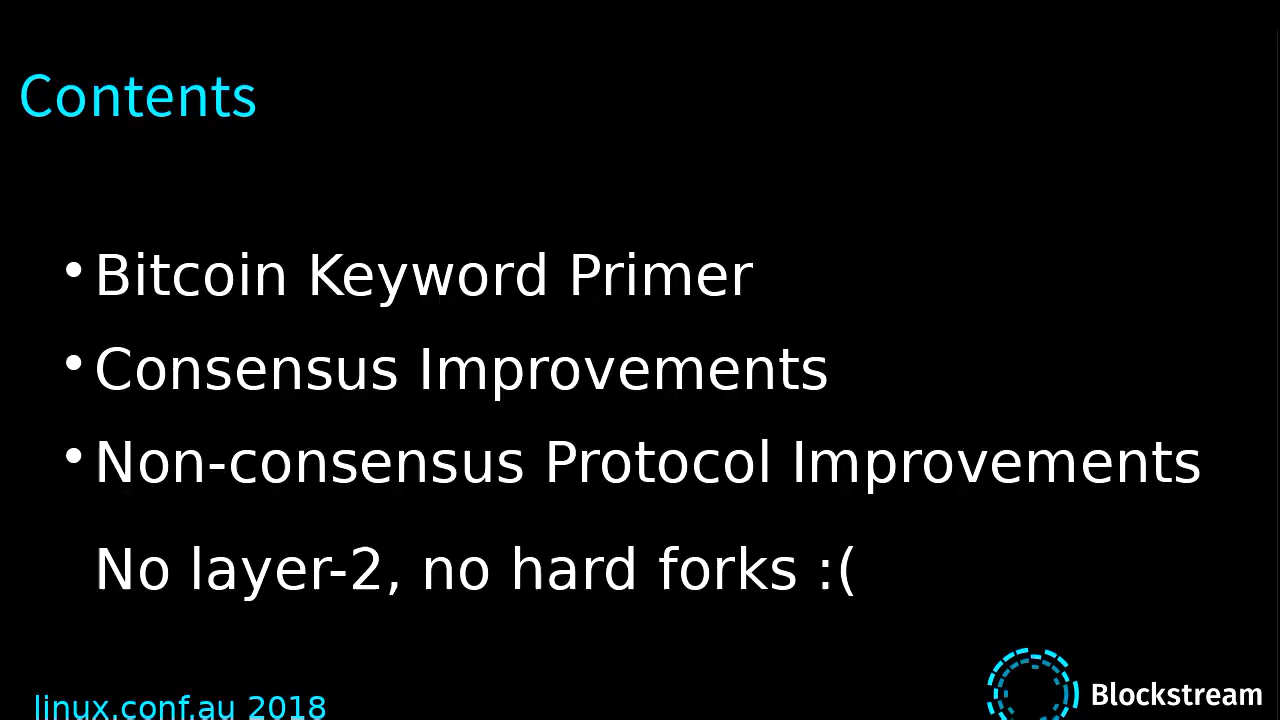 Contents
• Bitcoin Keyword Primer
• Consensus Improvements
• Non-consensus Protocol Improvements
No layer-2, no hard forks :(
linux.conf.au 2018
Blockstream